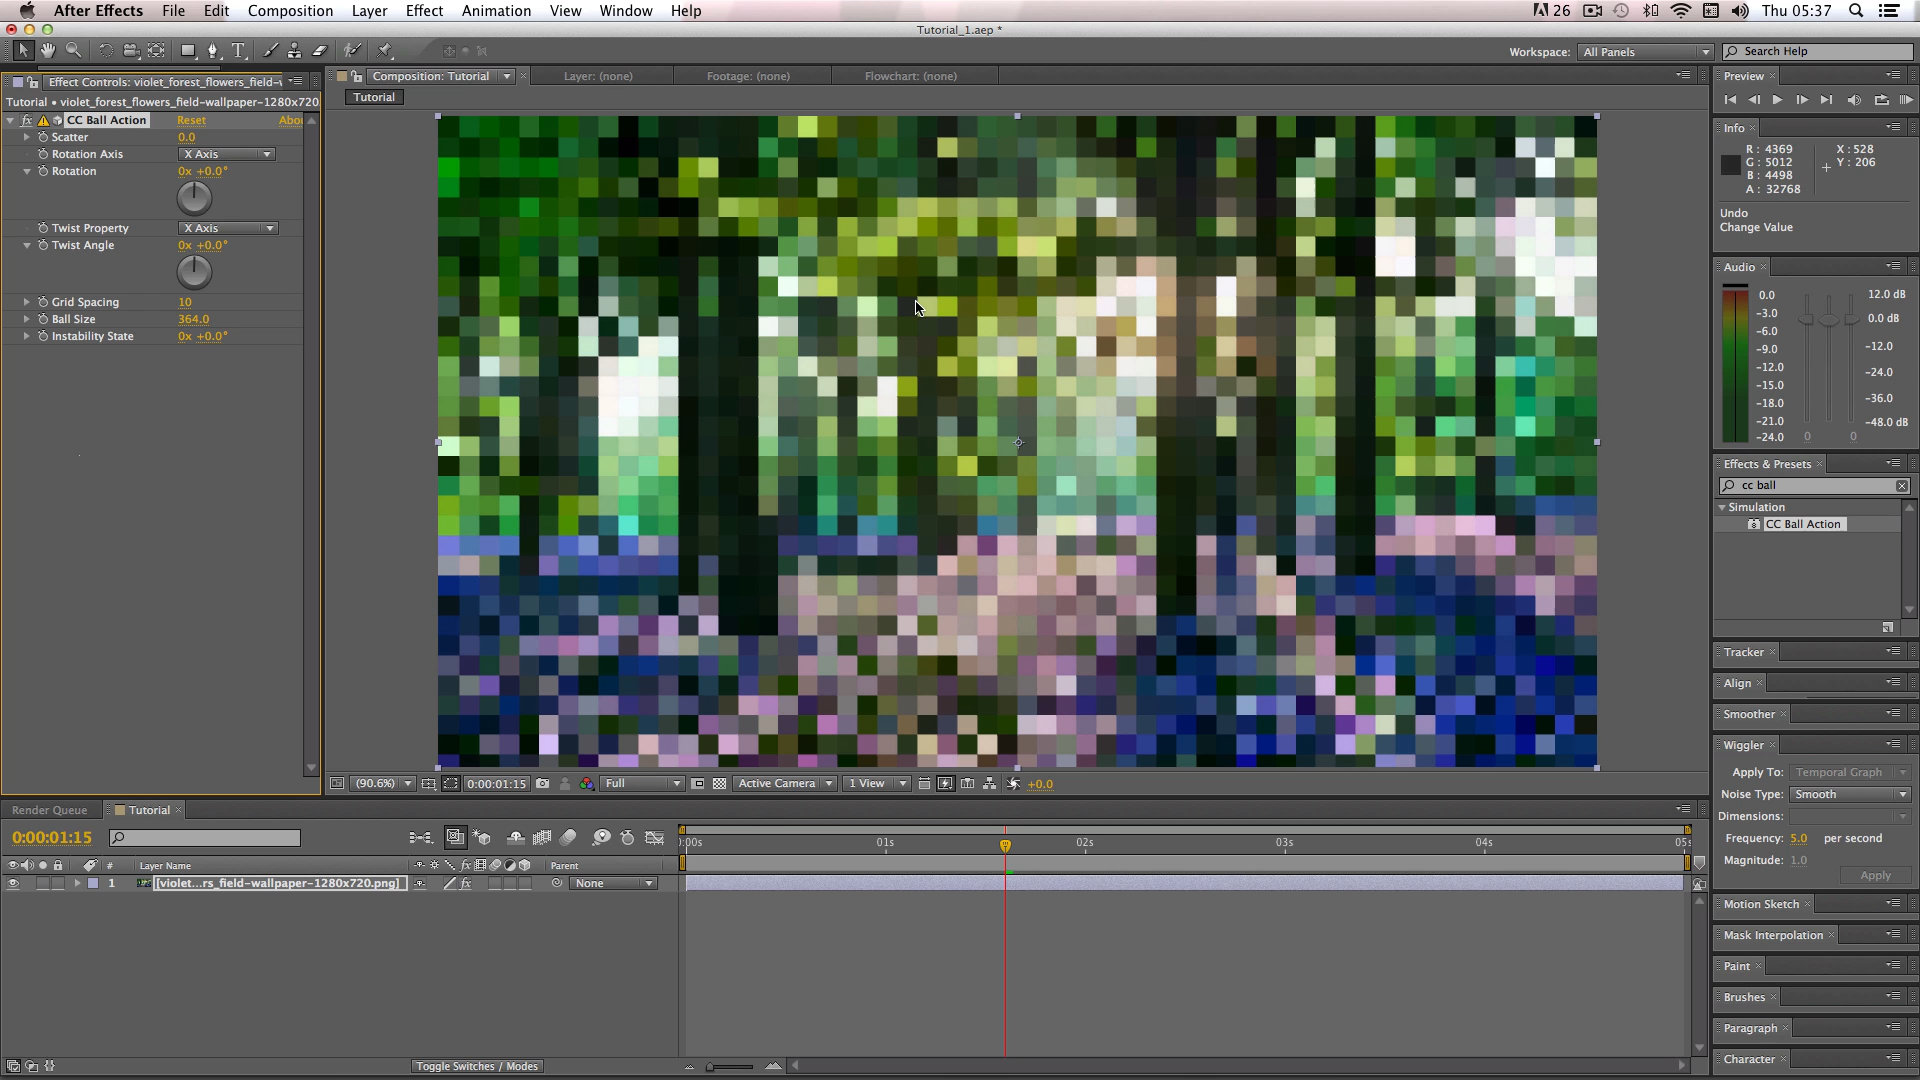 After Effects File Edit Composition Layer Effect Animation View Window Help
26 Thu 05:37
Tutorial_1.aep *
Workspace: All Panels Search Help
Effect Controls: violet_forest_flowers_field-
Tutorial • violet_forest_flowers_field-wallpaper-1280x720
fx CC Ball Action Reset Abou
Scatter 0.0
Rotation Axis X Axis
Rotation 0x +0.0°
Twist Property X Axis
Twist Angle 0x +0.0°
Grid Spacing 10
Ball Size 364.0
Instability State 0x +0.0°
Composition: Tutorial Layer: (none) Footage: (none) Flowchart: (none)
Tutorial
(90.6%) 0:00:01:15 Full Active Camera 1 View +0.0
Preview
Info
R: 4369 X: 528
G: 5012 Y: 206
B: 4498
A: 32768
Undo
Change Value
Audio
0.0 12.0 dB
-3.0 0.0 dB
-6.0
-9.0 -12.0
-12.0
-15.0 -24.0
-18.0 -36.0
-21.0 -48.0 dB
-24.0 0 0
Effects & Presets
cc ball
Simulation
CC Ball Action
Tracker
Align
Smoother
Wiggler
Apply To: Temporal Graph
Noise Type: Smooth
Dimensions:
Frequency: 5.0 per second
Magnitude: 1.0
Apply
Motion Sketch
Mask Interpolation
Paint
Brushes
Paragraph
Character
Render Queue Tutorial
0:00:01:15
):00s 01s 02s 03s 04s 05s
# Layer Name fx Parent
1 [violet...rs_field-wallpaper-1280x720.png] fx None
Toggle Switches / Modes